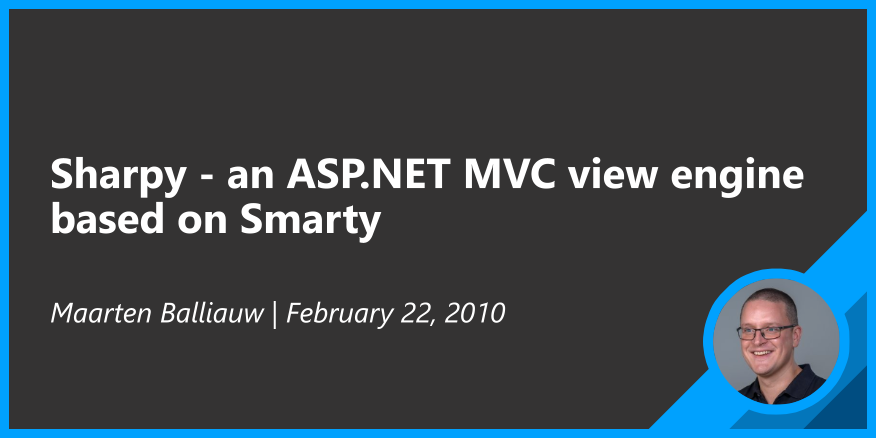 Sharpy - an ASP.NET MVC view engine
based on Smarty
Maarten Balliauw | February 22, 2010